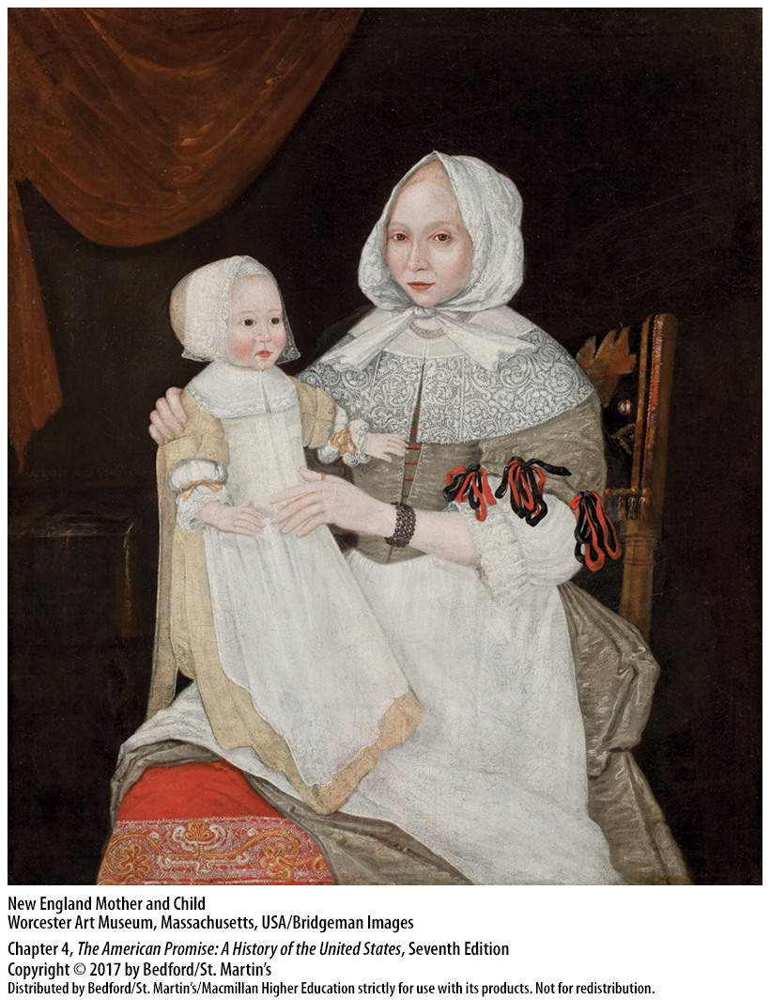 New England Mother and Child
Worcester Art Museum, Massachusetts, USA/Bridgeman Images
Chapter 4, The American Promise: A History of the United States, Seventh Edition
Copyright © 2017 by Bedford/St. Martin's
Distributed by Bedford/St. Martin's/Macmillan Higher Education strictly for use with its products. Not for redistribution.